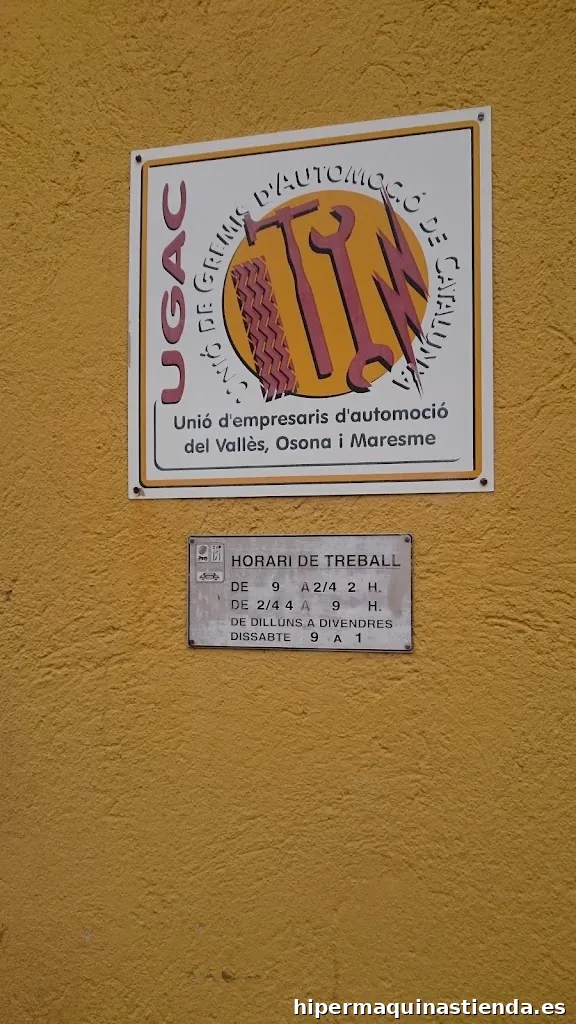 UGAC
UNIÓ DE GREMIS D'AUTOMOCIÓ DE CATALUNYA
Unió d'empresaris d'automoció
del Vallès, Osona i Maresme
HORARI DE TREBALL
DE 9 A 2/4 2 H.
DE 2/4 4 A 9 H.
DE DILLUNS A DIVENDRES
DISSABTE 9 A 1
hipermaquinastienda.es